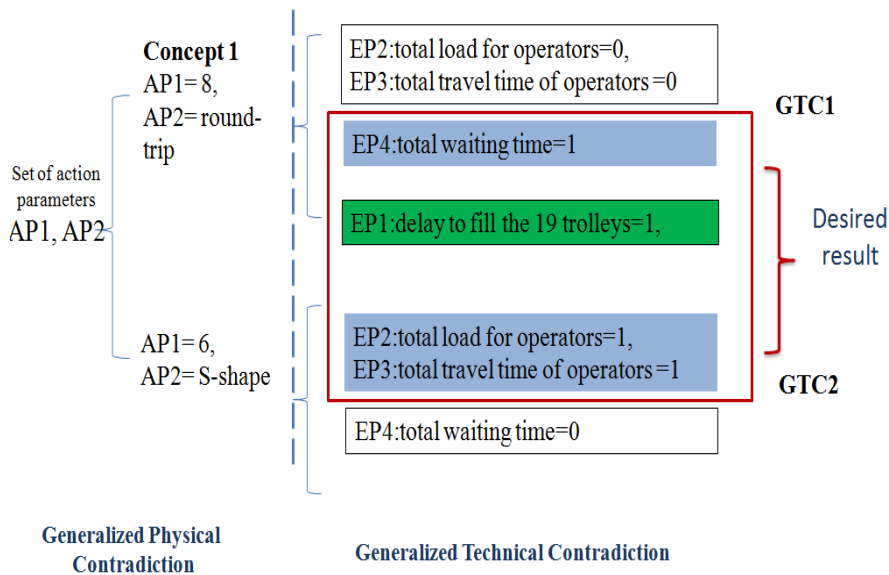 Concept 1
AP1= 8,
AP2= round-
trip
Set of action
parameters
AP1, AP2
AP1= 6,
AP2= S-shape
EP2:total load for operators=0,
EP3:total travel time of operators =0
GTC1
EP4:total waiting time=1
EP1:delay to fill the 19 trolleys=1,
Desired
result
EP2:total load for operators=1,
EP3:total travel time of operators =1
GTC2
EP4:total waiting time=0
Generalized Physical
Contradiction
Generalized Technical Contradiction